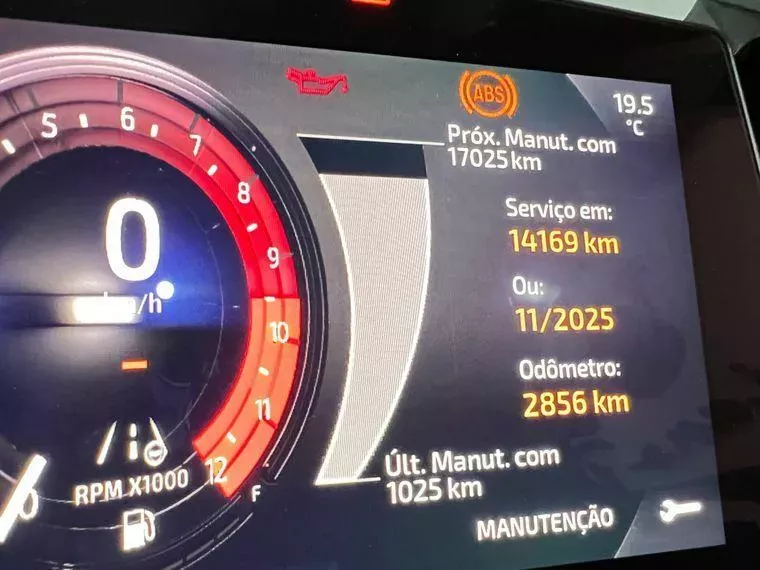 ABS
19.5
°C
Próx. Manut. com
17025 km
5
6
7
8
9
10
11
12
0
km/h
Serviço em:
14169 km
Ou:
11/2025
Odômetro:
2856 km
Últ. Manut. com
1025 km
RPM X1000
F
MANUTENÇÃO